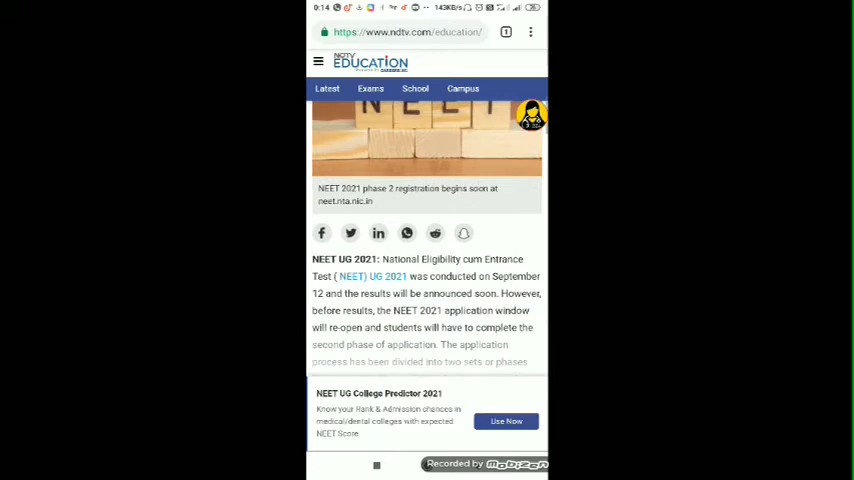 0:14
143KB/s
https://www.ndtv.com/education/
1
NDTV
EDUCATION
Latest Exams School Campus
NEET
NEET 2021 phase 2 registration begins soon at
neet.nta.nic.in
NEET UG 2021: National Eligibility cum Entrance
Test ( NEET) UG 2021 was conducted on September
12 and the results will be announced soon. However,
before results, the NEET 2021 application window
will re-open and students will have to complete the
second phase of application. The application
process has been divided into two sets or phases
NEET UG College Predictor 2021
Know your Rank & Admission chances in
medical/dental colleges with expected
NEET Score
Use Now
Recorded by mobizen